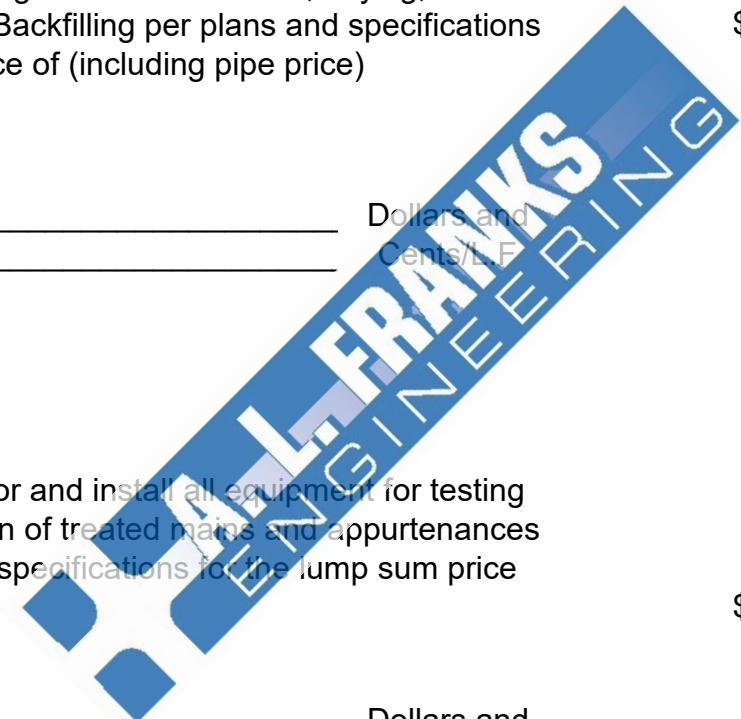 Backfilling per plans and specifications
ce of (including pipe price)
$
Dollars and
Cents/L.F.
A.L. FRANKS
ENGINEERING
or and install all equipment for testing
n of treated mains and appurtenances
specifications for the lump sum price
$
Dollars and